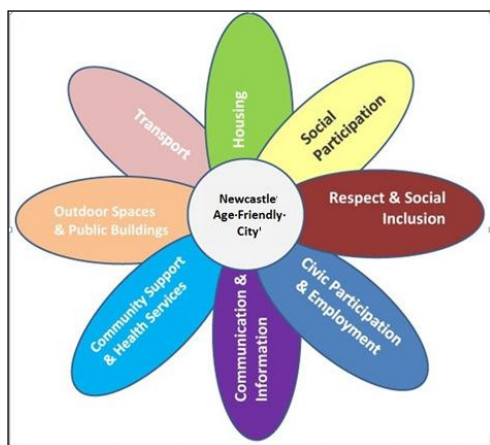 Housing
Social
Participation
Respect & Social
Inclusion
Civic Participation
& Employment
Communication &
Information
Community Support
& Health Services
Outdoor Spaces
& Public Buildings
Transport
Newcastle'
Age-Friendly-
City'